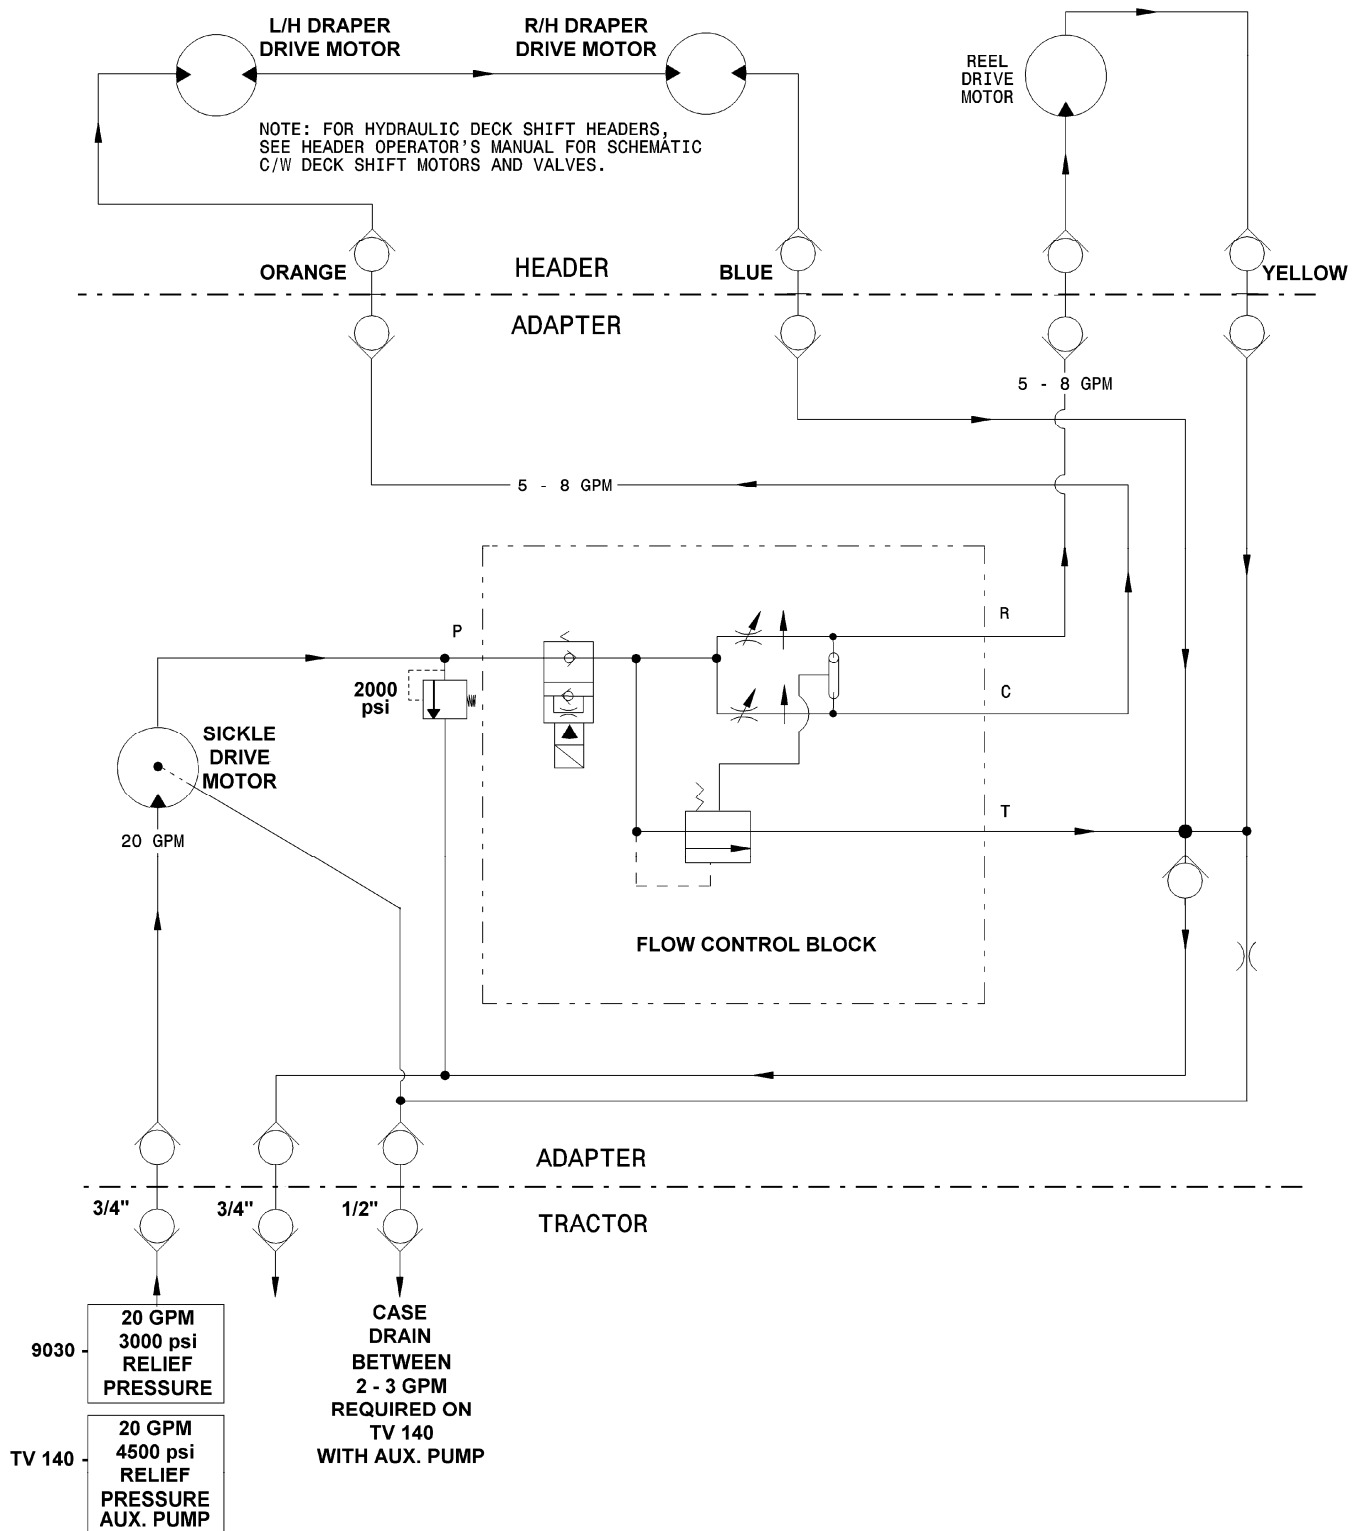 L/H DRAPER
DRIVE MOTOR
R/H DRAPER
DRIVE MOTOR
REEL
DRIVE
MOTOR
NOTE: FOR HYDRAULIC DECK SHIFT HEADERS,
SEE HEADER OPERATOR'S MANUAL FOR SCHEMATIC
C/W DECK SHIFT MOTORS AND VALVES.
ORANGE
HEADER
BLUE
YELLOW
ADAPTER
5 - 8 GPM
5 - 8 GPM
R
P
2000
psi
C
SICKLE
DRIVE
MOTOR
T
20 GPM
FLOW CONTROL BLOCK
ADAPTER
3/4"
3/4"
1/2"
TRACTOR
9030
20 GPM
3000 psi
RELIEF
PRESSURE
CASE
DRAIN
BETWEEN
2 - 3 GPM
REQUIRED ON
TV 140
WITH AUX. PUMP
TV 140
20 GPM
4500 psi
RELIEF
PRESSURE
AUX. PUMP